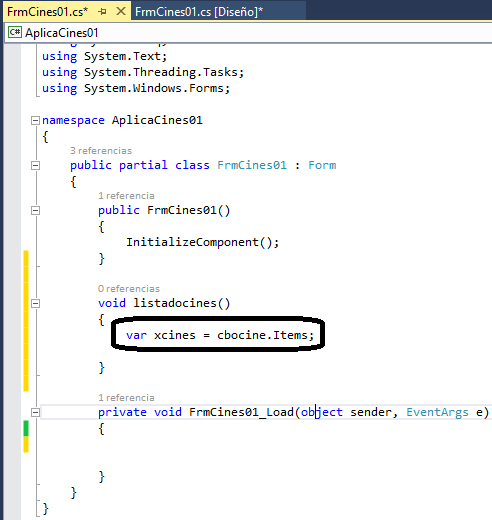 FrmCines01.cs* FrmCines01.cs [Diseño]*
C# AplicaCines01
using System.Text;
using System.Threading.Tasks;
using System.Windows.Forms;
namespace AplicaCines01
{
3 referencias
public partial class FrmCines01 : Form
{
1 referencia
public FrmCines01()
{
InitializeComponent();
}
0 referencias
void listadocines()
{
var xcines = cbocine.Items;
}
1 referencia
private void FrmCines01_Load(object sender, EventArgs e)
{
}
}
}